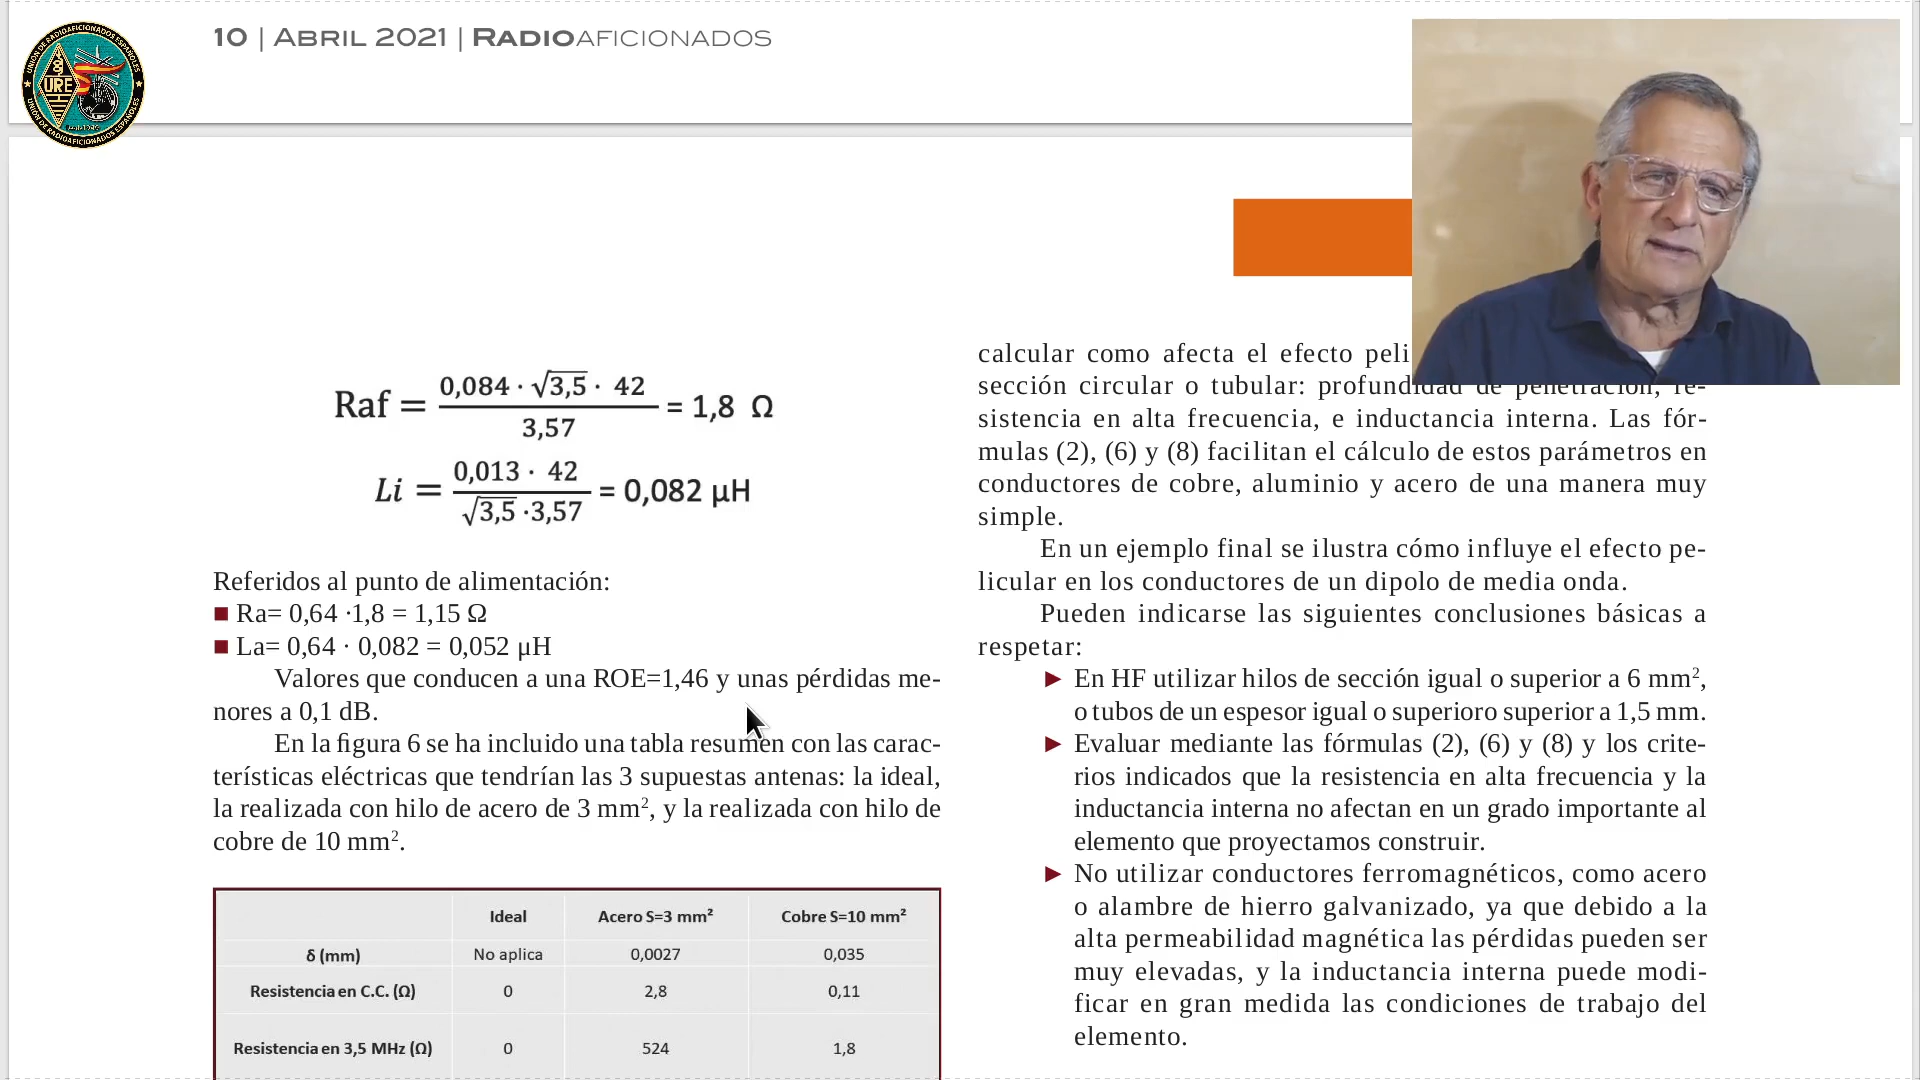 10 | ABRIL 2021 | RADIOAFICIONADOS
UNIÓN DE RADIOAFICIONADOS ESPAÑOLES
URE
UNIÓN DE RADIOAFICIONADOS ESPAÑOLES
Raf = 0,084 · √3,5 · 42 / 3,57 = 1,8 Ω
Li = 0,013 · 42 / √3,5 ·3,57 = 0,082 µH
Referidos al punto de alimentación:
■ Ra= 0,64 ·1,8 = 1,15 Ω
■ La= 0,64 · 0,082 = 0,052 µH
Valores que conducen a una ROE=1,46 y unas pérdidas me-
nores a 0,1 dB.
En la figura 6 se ha incluido una tabla resumen con las carac-
terísticas eléctricas que tendrían las 3 supuestas antenas: la ideal,
la realizada con hilo de acero de 3 mm², y la realizada con hilo de
cobre de 10 mm².
Ideal Acero S=3 mm² Cobre S=10 mm²
δ (mm) No aplica 0,0027 0,035
Resistencia en C.C. (Ω) 0 2,8 0,11
Resistencia en 3,5 MHz (Ω) 0 524 1,8
calcular como afecta el efecto peli
sección circular o tubular: profundidad de penetración, re-
sistencia en alta frecuencia, e inductancia interna. Las fór-
mulas (2), (6) y (8) facilitan el cálculo de estos parámetros en
conductores de cobre, aluminio y acero de una manera muy
simple.
En un ejemplo final se ilustra cómo influye el efecto pe-
licular en los conductores de un dipolo de media onda.
Pueden indicarse las siguientes conclusiones básicas a
respetar:
► En HF utilizar hilos de sección igual o superior a 6 mm²,
o tubos de un espesor igual o superioro superior a 1,5 mm.
► Evaluar mediante las fórmulas (2), (6) y (8) y los crite-
rios indicados que la resistencia en alta frecuencia y la
inductancia interna no afectan en un grado importante al
elemento que proyectamos construir.
► No utilizar conductores ferromagnéticos, como acero
o alambre de hierro galvanizado, ya que debido a la
alta permeabilidad magnética las pérdidas pueden ser
muy elevadas, y la inductancia interna puede modi-
ficar en gran medida las condiciones de trabajo del
elemento.